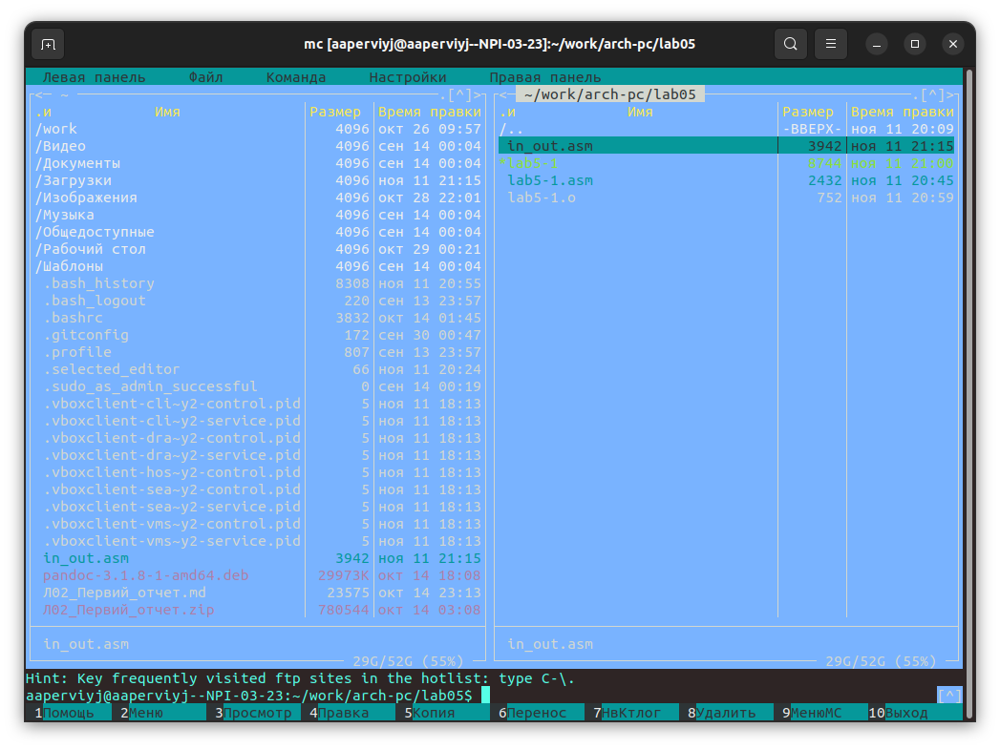 mc [aaperviyj@aaperviyj--NPI-03-23]:~/work/arch-pc/lab05
Левая панель Файл Команда Настройки Правая панель
<─ ~ .[^]>
.и Имя Размер Время правки
/work 4096 окт 26 09:57
/Видео 4096 сен 14 00:04
/Документы 4096 сен 14 00:04
/Загрузки 4096 ноя 11 21:15
/Изображения 4096 окт 28 22:01
/Музыка 4096 сен 14 00:04
/Общедоступные 4096 сен 14 00:04
/Рабочий стол 4096 окт 29 00:21
/Шаблоны 4096 сен 14 00:04
.bash_history 8308 ноя 11 20:55
.bash_logout 220 сен 13 23:57
.bashrc 3832 окт 14 01:45
.gitconfig 172 сен 30 00:47
.profile 807 сен 13 23:57
.selected_editor 66 ноя 11 20:24
.sudo_as_admin_successful 0 сен 14 00:19
.vboxclient-cli~y2-control.pid 5 ноя 11 18:13
.vboxclient-cli~y2-service.pid 5 ноя 11 18:13
.vboxclient-dra~y2-control.pid 5 ноя 11 18:13
.vboxclient-dra~y2-service.pid 5 ноя 11 18:13
.vboxclient-hos~y2-control.pid 5 ноя 11 18:13
.vboxclient-sea~y2-control.pid 5 ноя 11 18:13
.vboxclient-sea~y2-service.pid 5 ноя 11 18:13
.vboxclient-vms~y2-control.pid 5 ноя 11 18:13
.vboxclient-vms~y2-service.pid 5 ноя 11 18:13
in_out.asm 3942 ноя 11 21:15
pandoc-3.1.8-1-amd64.deb 29973K окт 14 18:08
Л02_Первий_отчет.md 23575 окт 14 23:13
Л02_Первий_отчет.zip 780544 окт 14 03:08
in_out.asm
29G/52G (55%)
<─ ~/work/arch-pc/lab05 .[^]>
.и Имя Размер Время правки
/.. -ВВЕРХ- ноя 11 20:09
in_out.asm 3942 ноя 11 21:15
*lab5-1 8744 ноя 11 21:00
lab5-1.asm 2432 ноя 11 20:45
lab5-1.o 752 ноя 11 20:59
in_out.asm
29G/52G (55%)
Hint: Key frequently visited ftp sites in the hotlist: type C-\.
aaperviyj@aaperviyj--NPI-03-23:~/work/arch-pc/lab05$ [^]
1Помощь 2Меню 3Просмотр 4Правка 5Копия 6Перенос 7НвКтлог 8Удалить 9МенюМС 10Выход